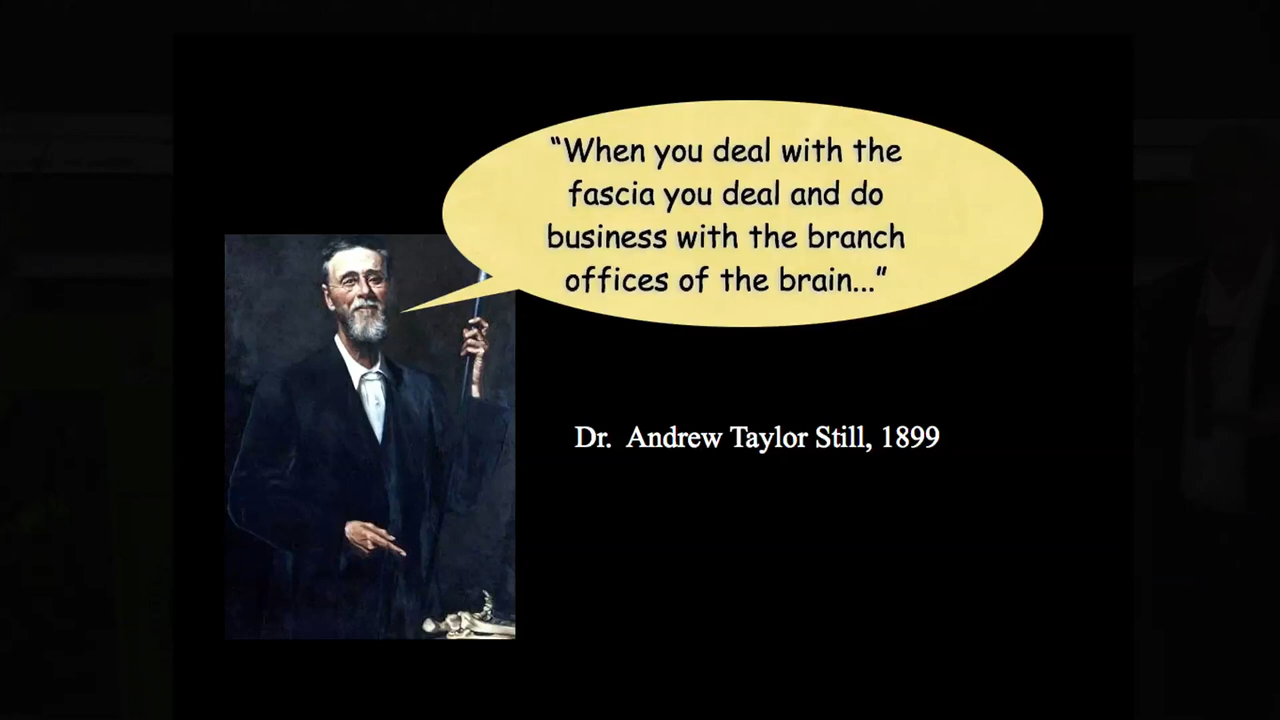 “When you deal with the
fascia you deal and do
business with the branch
offices of the brain...”
Dr. Andrew Taylor Still, 1899